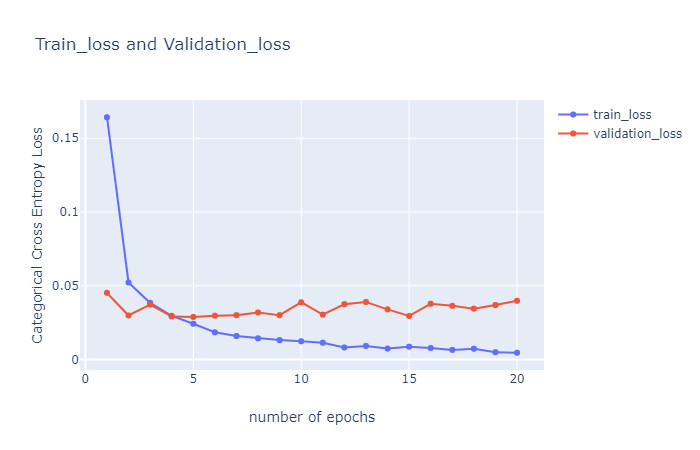 Train_loss and Validation_loss
train_loss
validation_loss
Categorical Cross Entropy Loss
0.15
0.1
0.05
0
0
5
10
15
20
number of epochs